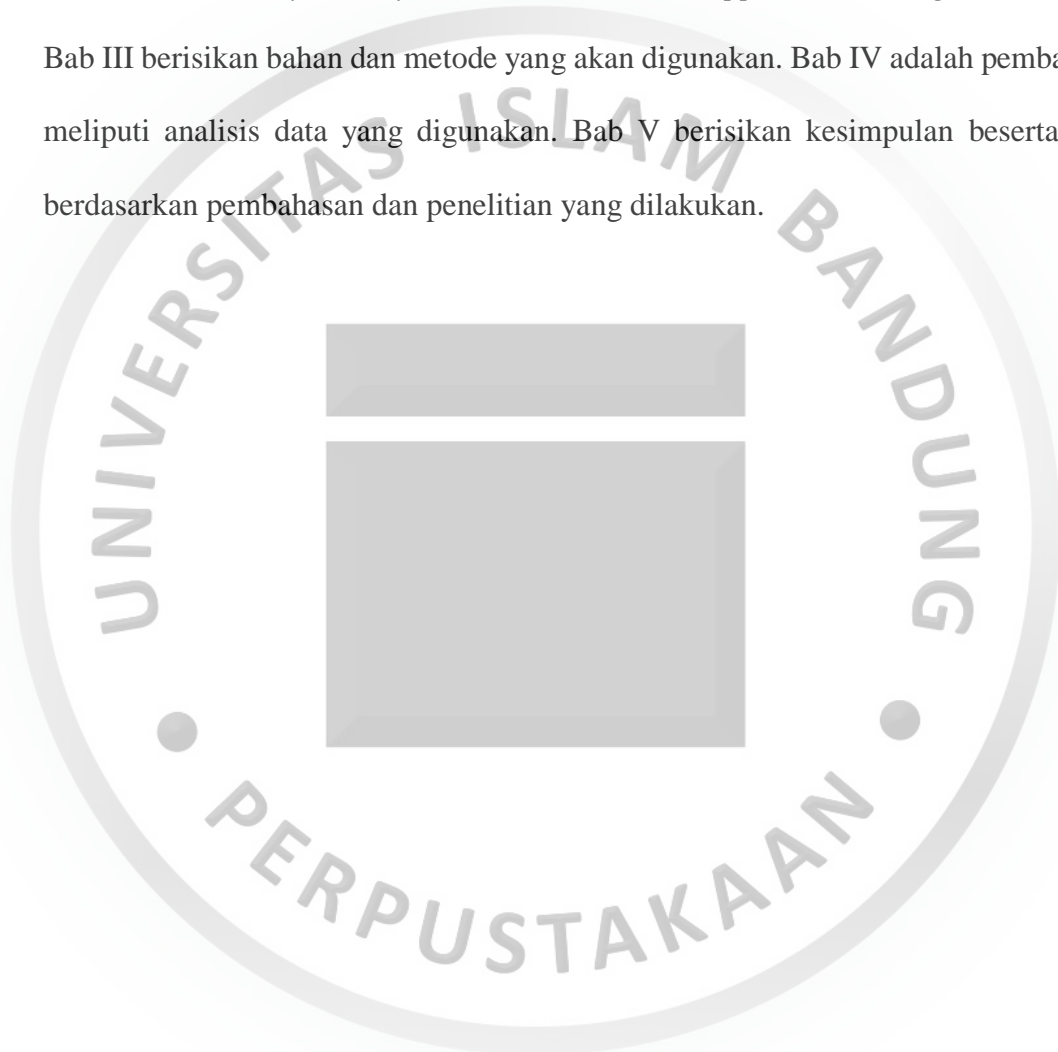 Bab III berisikan bahan dan metode yang akan digunakan. Bab IV adalah
meliputi analisis data yang digunakan. Bab V berisikan kesimpulan beserta
berdasarkan pembahasan dan penelitian yang dilakukan.
UNIVERSITAS ISLAM BANDUNG
PERPUSTAKAAN